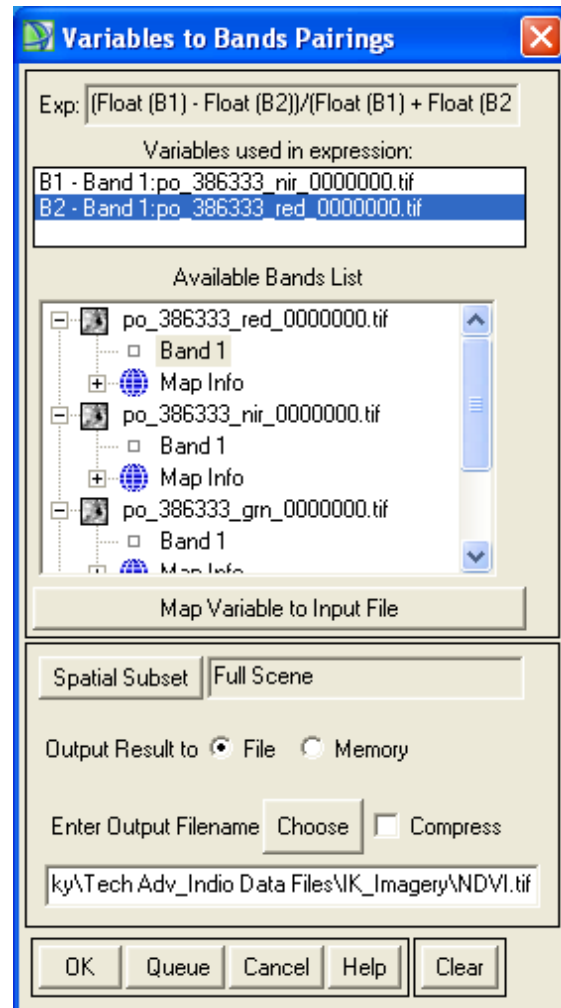 Variables to Bands Pairings
Exp: (Float (B1) - Float (B2))/(Float (B1) + Float (B2
Variables used in expression:
B1 - Band 1:po_386333_nir_0000000.tif
B2 - Band 1:po_386333_red_0000000.tif
Available Bands List
po_386333_red_0000000.tif
Band 1
Map Info
po_386333_nir_0000000.tif
Band 1
Map Info
po_386333_grn_0000000.tif
Band 1
Map Info
Map Variable to Input File
Spatial Subset Full Scene
Output Result to File Memory
Enter Output Filename Choose Compress
ky\Tech Adv_Indio Data Files\IK_Imagery\NDVI.tif
OK Queue Cancel Help Clear